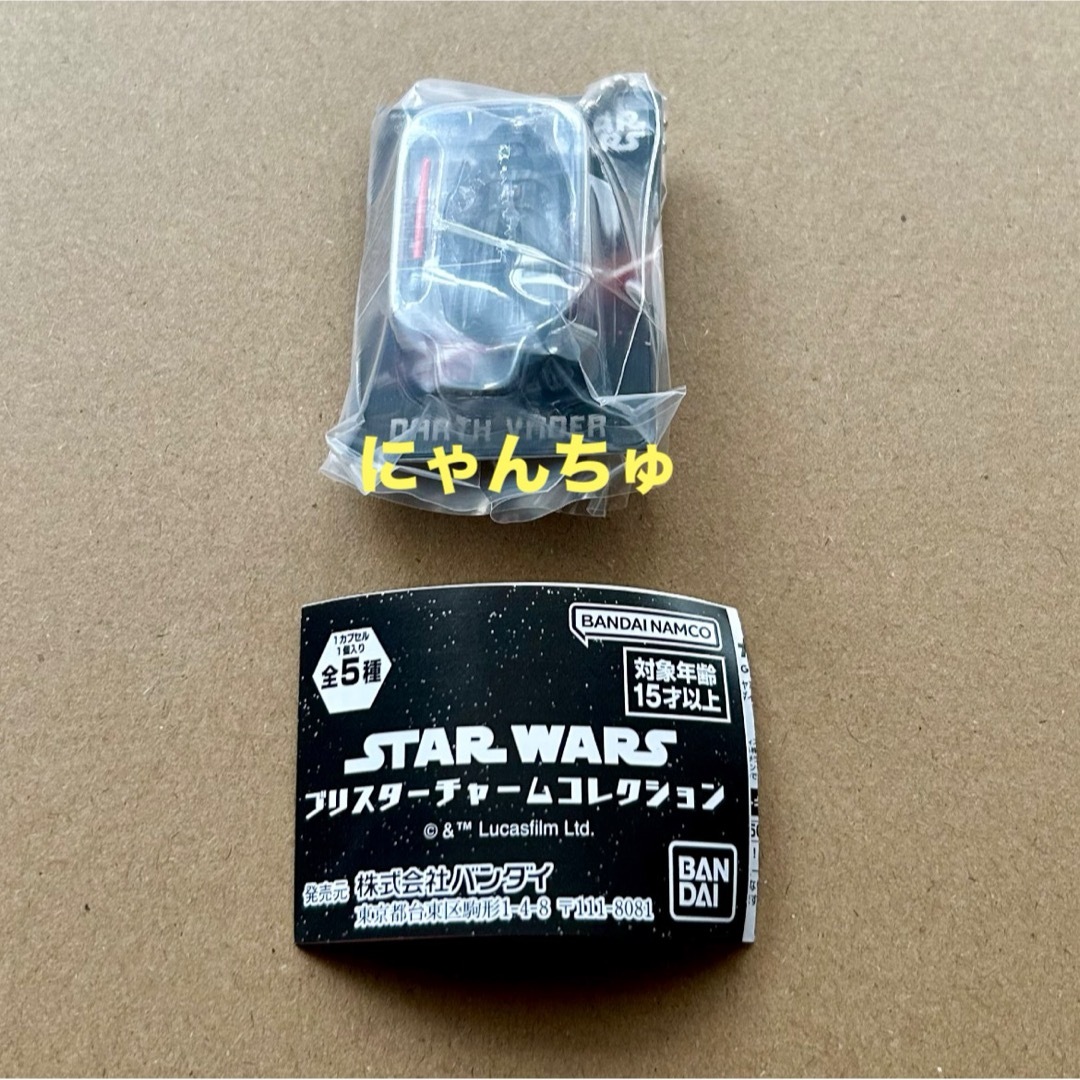 DARTH VADER
にゃんちゅ
1カプセル
1個入り
全5種
BANDAI NAMCO
対象年齢
15才以上
STAR WARS
ブリスターチャームコレクション
© &™ Lucasfilm Ltd.
発売元 株式会社バンダイ
東京都台東区駒形1-4-8 〒111-8081
BAN
DAI